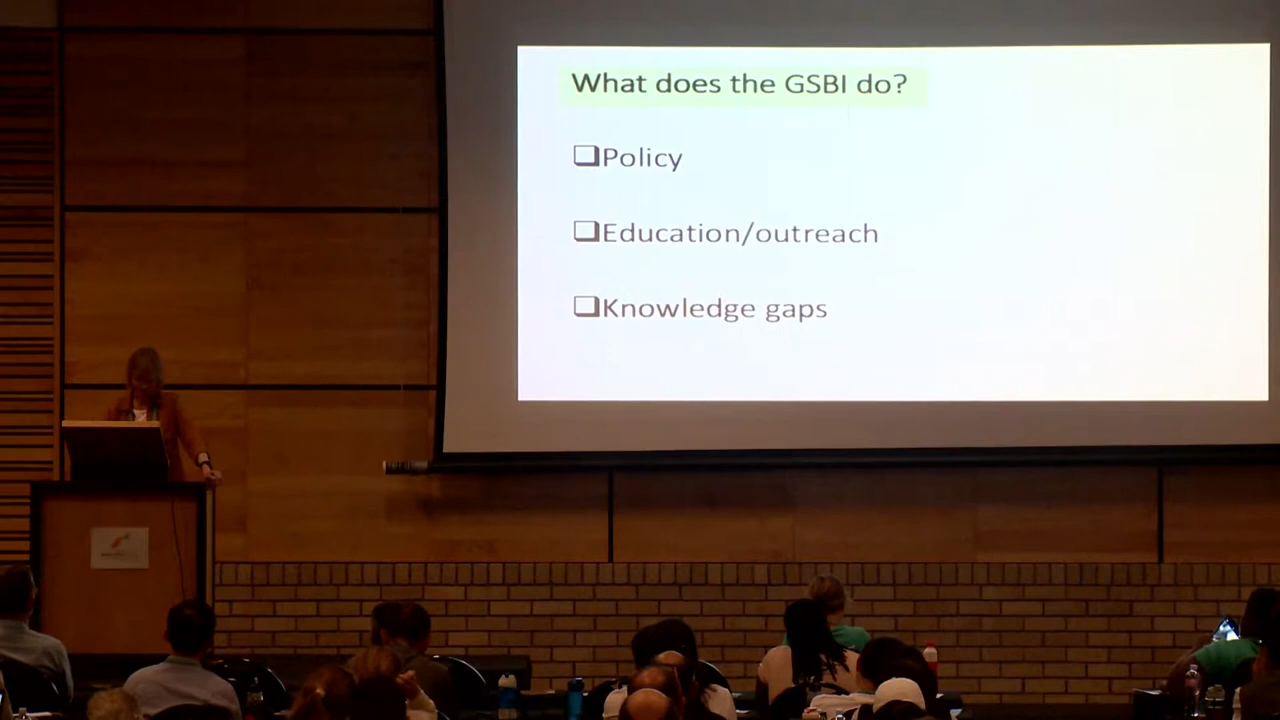 What does the GSBI do?
❑Policy
❑Education/outreach
❑Knowledge gaps